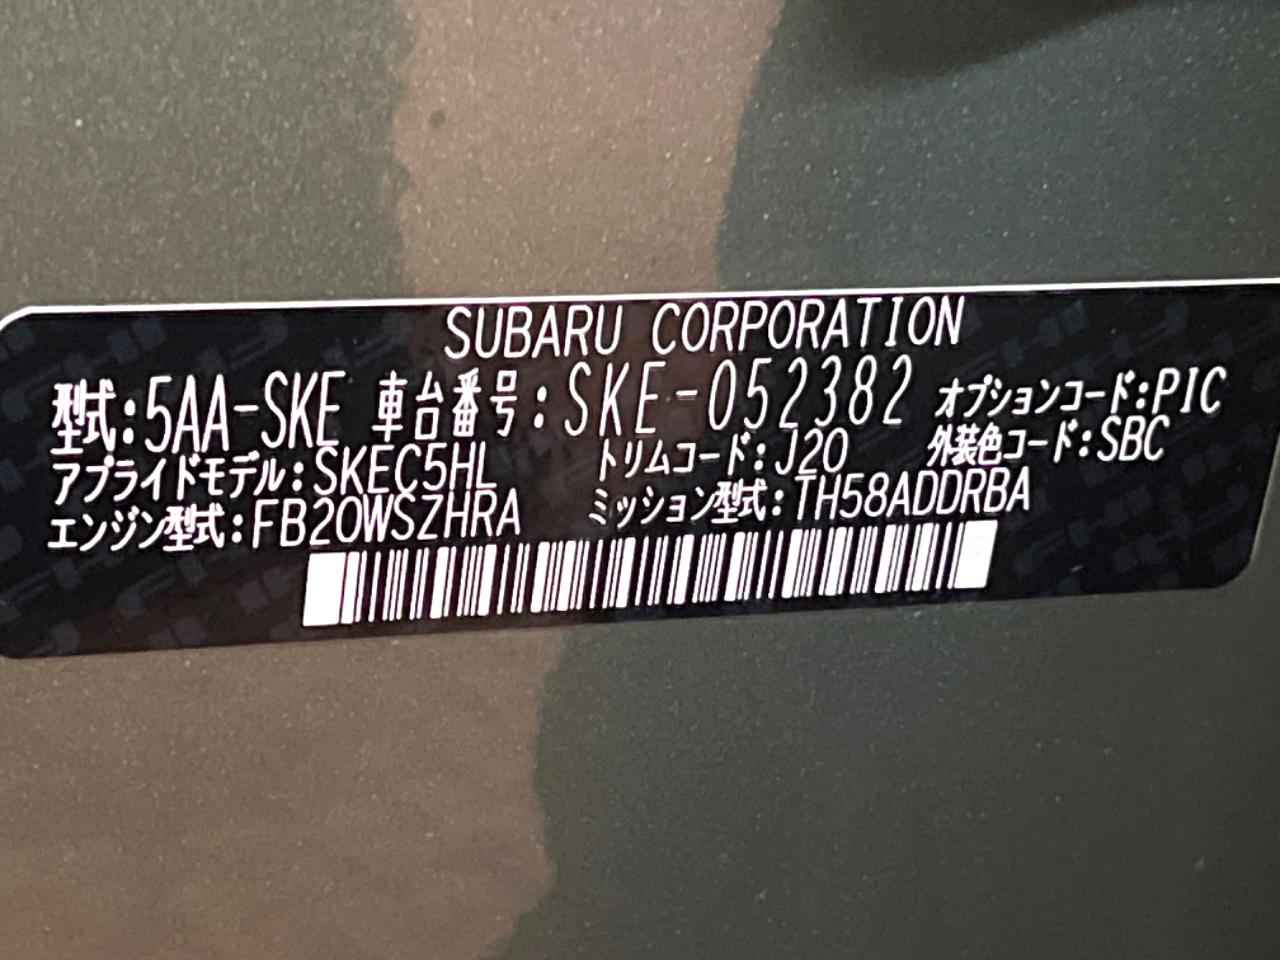 SUBARU CORPORATION
型式:5AA-SKE 車台番号:SKE-052382 オプションコード:PIC
アプライドモデル:SKEC5HL トリムコード:J20 外装色コード:SBC
エンジン型式:FB20WSZHRA ミッション型式:TH58ADDRBA